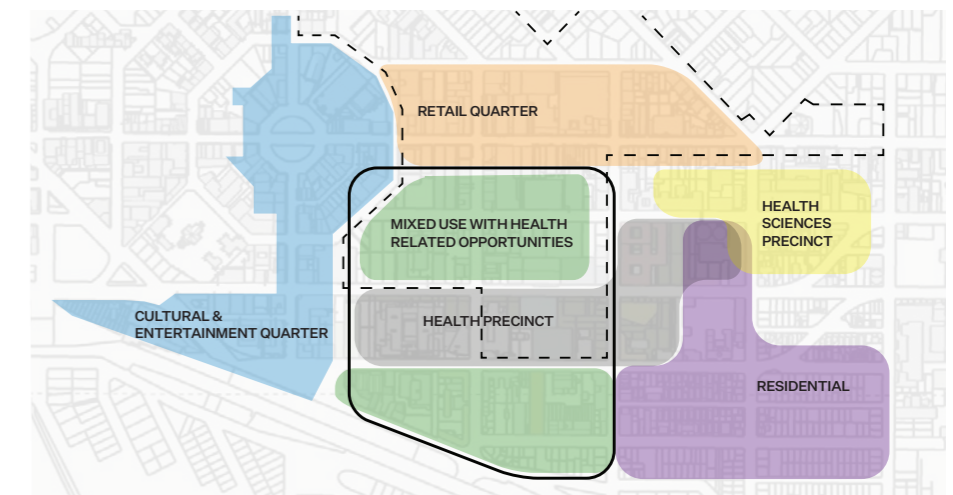 RETAIL QUARTER
MIXED USE WITH HEALTH
RELATED OPPORTUNITIES
HEALTH
SCIENCES
PRECINCT
CULTURAL &
ENTERTAINMENT QUARTER
HEALTH PRECINCT
RESIDENTIAL